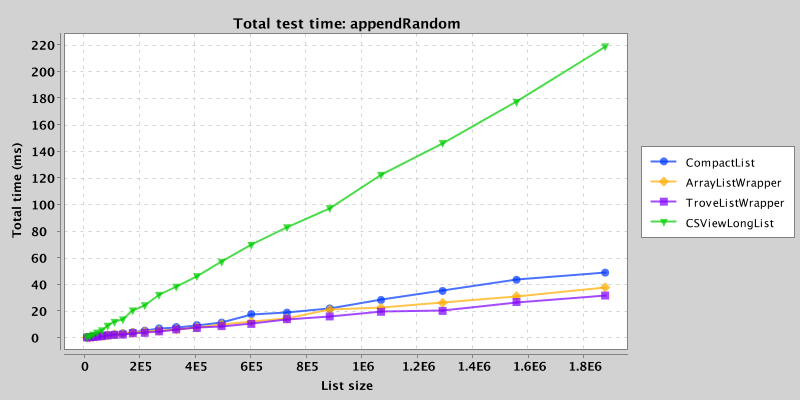 Total test time: appendRandom
Total time (ms)
220
200
180
160
140
120
100
80
60
40
20
0
0 2E5 4E5 6E5 8E5 1E6 1.2E6 1.4E6 1.6E6 1.8E6
List size
CompactList
ArrayListWrapper
TroveListWrapper
CSViewLongList